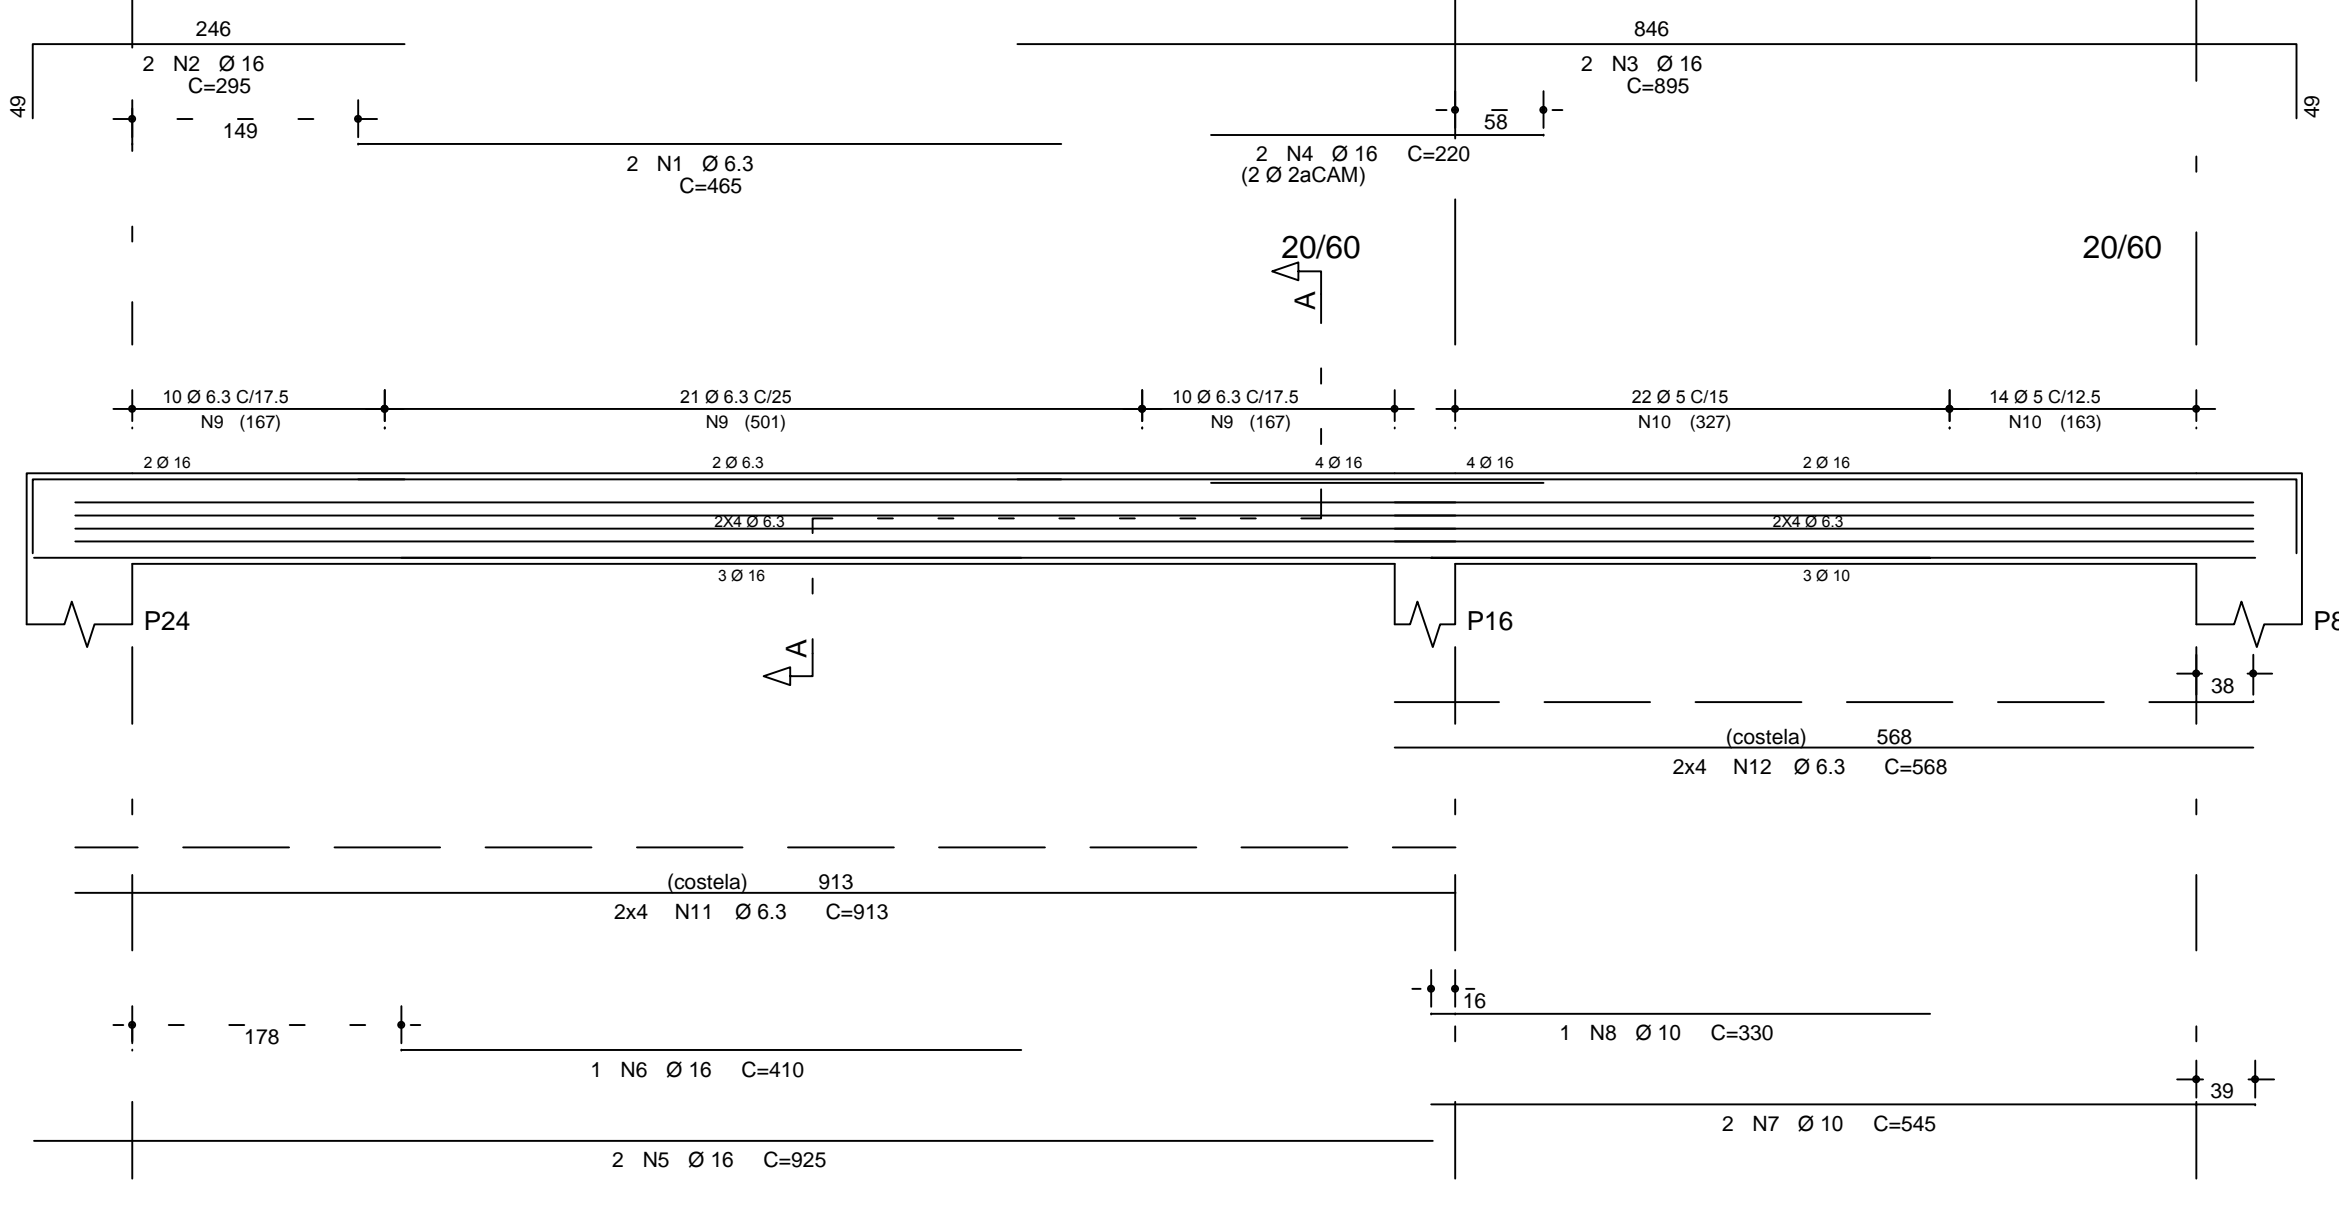 246
846
2 N2 Ø 16
C=295
2 N3 Ø 16
C=895
49
49
149
58
2 N1 Ø 6.3
C=465
2 N4 Ø 16 C=220
(2 Ø 2aCAM)
20/60
20/60
A
10 Ø 6.3 C/17.5
21 Ø 6.3 C/25
10 Ø 6.3 C/17.5
22 Ø 5 C/15
14 Ø 5 C/12.5
N9 (167)
N9 (501)
N9 (167)
N10 (327)
N10 (163)
2 Ø 16
2 Ø 6.3
4 Ø 16
4 Ø 16
2 Ø 16
2X4 Ø 6.3
2X4 Ø 6.3
3 Ø 16
3 Ø 10
P24
P16
P8
A
38
(costela) 568
2x4 N12 Ø 6.3 C=568
(costela) 913
2x4 N11 Ø 6.3 C=913
16
178
1 N8 Ø 10 C=330
1 N6 Ø 16 C=410
39
2 N7 Ø 10 C=545
2 N5 Ø 16 C=925